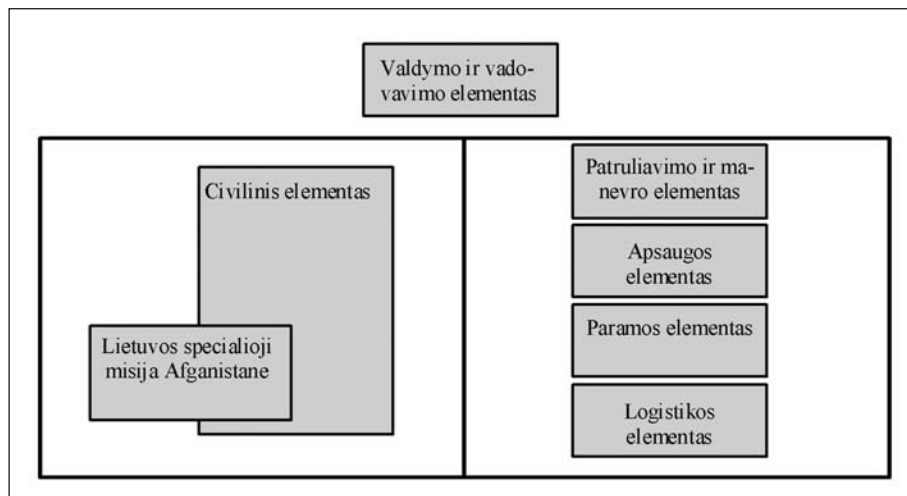 Valdymo ir vado-
vavimo elementas
Civilinis elementas
Lietuvos specialioji
misija Afganistane
Patruliavimo ir ma-
nevro elementas
Apsaugos
elementas
Paramos elementas
Logistikos
elementas